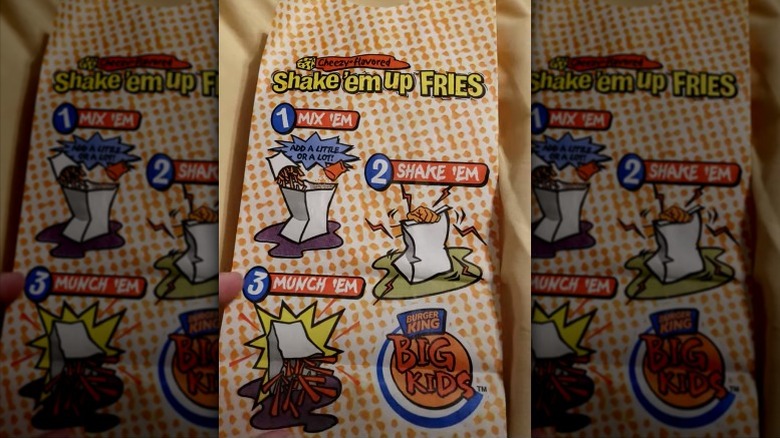 Cheezy-Flavored
Shake 'em up FRIES
1 MIX 'EM
ADD A LITTLE
OR A LOT!
2 SHAKE 'EM
3 MUNCH 'EM
BURGER
KING
BIG
KIDS
TM